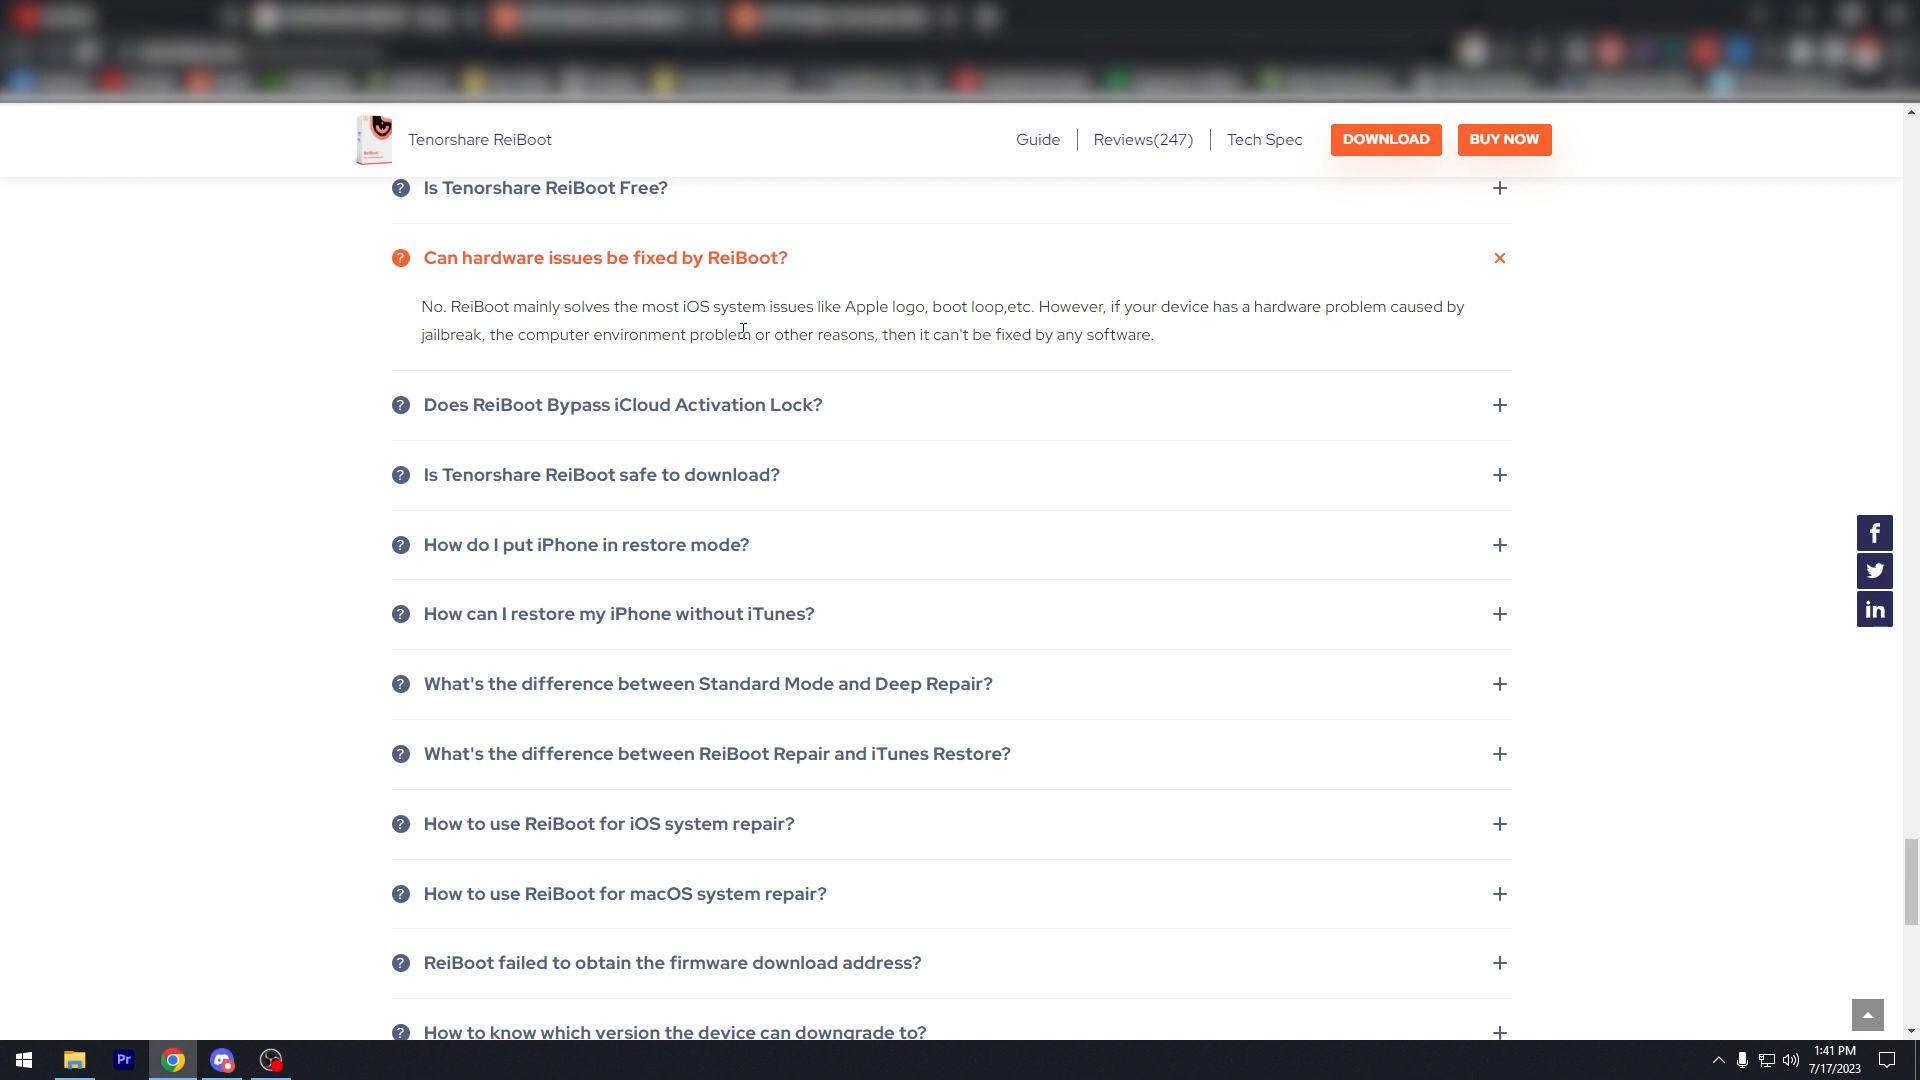 Tenorshare ReiBoot
Guide
Reviews(247)
Tech Spec
DOWNLOAD
BUY NOW
Is Tenorshare ReiBoot Free?
Can hardware issues be fixed by ReiBoot?
No. ReiBoot mainly solves the most iOS system issues like Apple logo, boot loop,etc. However, if your device has a hardware problem caused by
jailbreak, the computer environment problem or other reasons, then it can't be fixed by any software.
Does ReiBoot Bypass iCloud Activation Lock?
Is Tenorshare ReiBoot safe to download?
How do I put iPhone in restore mode?
How can I restore my iPhone without iTunes?
What's the difference between Standard Mode and Deep Repair?
What's the difference between ReiBoot Repair and iTunes Restore?
How to use ReiBoot for iOS system repair?
How to use ReiBoot for macOS system repair?
ReiBoot failed to obtain the firmware download address?
How to know which version the device can downgrade to?
Pr
1:41 PM
7/17/2023